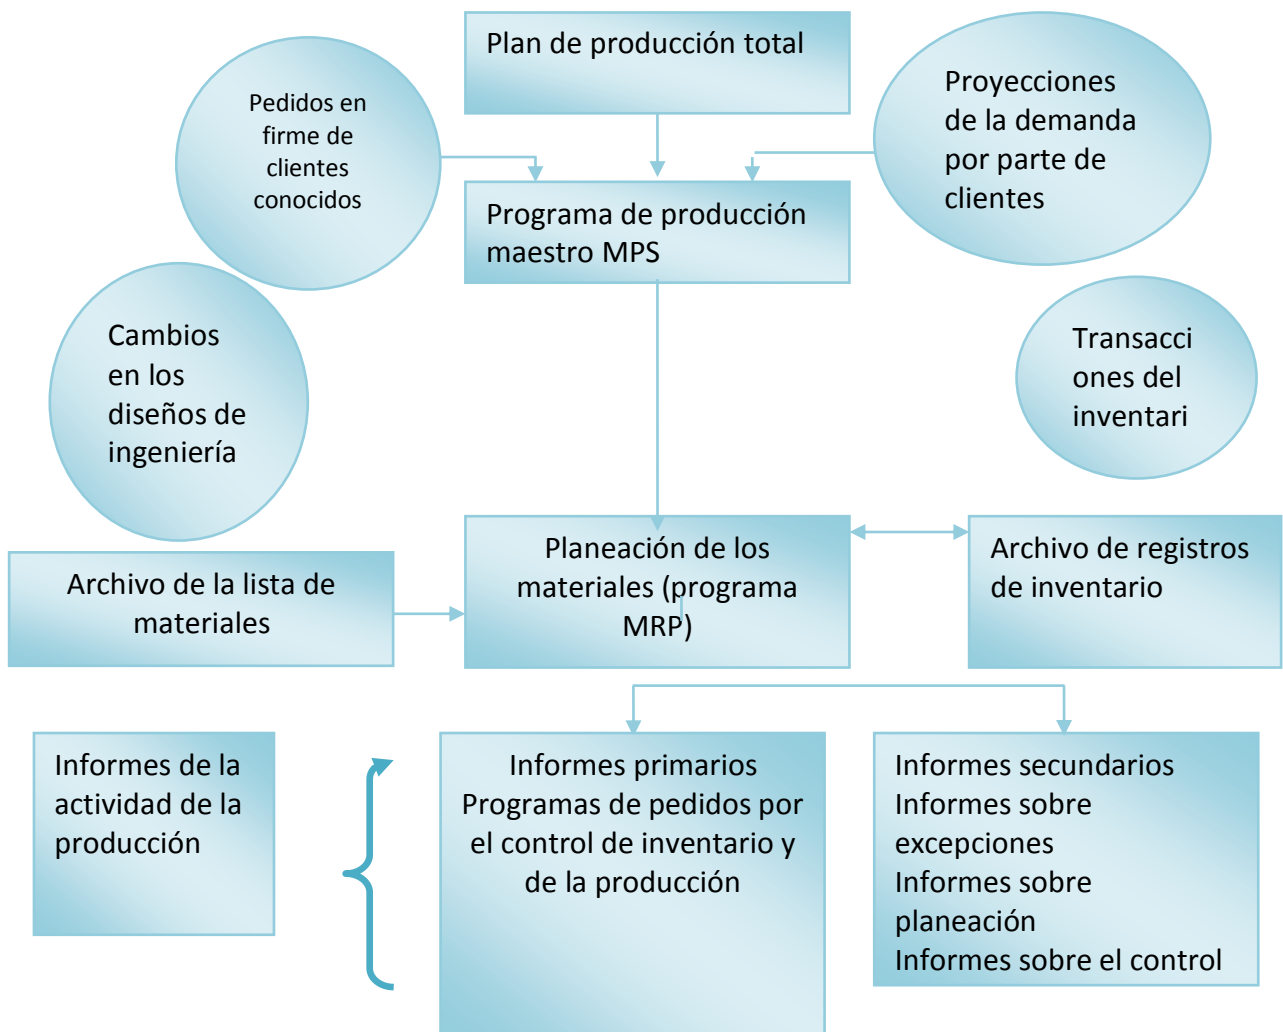 Plan de producción total
Pedidos en
firme de
clientes
conocidos
Proyecciones
de la demanda
por parte de
clientes
Programa de producción
maestro MPS
Cambios
en los
diseños de
ingeniería
Transacci
ones del
inventari
Archivo de la lista de
materiales
Planeación de los
materiales (programa
MRP)
Archivo de registros
de inventario
Informes de la
actividad de la
producción
Informes primarios
Programas de pedidos por
el control de inventario y
de la producción
Informes secundarios
Informes sobre
excepciones
Informes sobre
planeación
Informes sobre el control